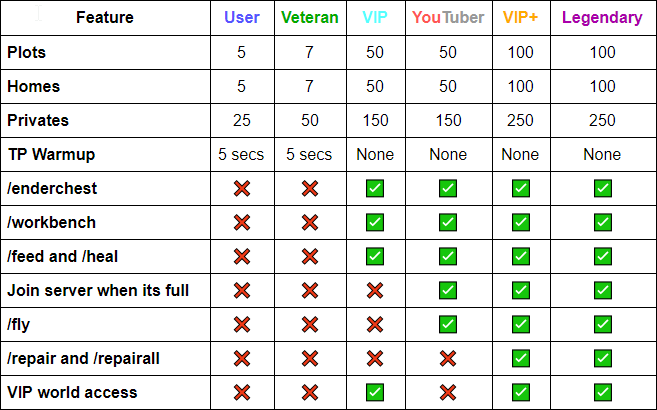 Feature User Veteran VIP YouTuber VIP+ Legendary
Plots 5 7 50 50 100 100
Homes 5 7 50 50 100 100
Privates 25 50 150 150 250 250
TP Warmup 5 secs 5 secs None None None None
/enderchest ❌ ❌ ✅ ✅ ✅ ✅
/workbench ❌ ❌ ✅ ✅ ✅ ✅
/feed and /heal ❌ ❌ ✅ ✅ ✅ ✅
Join server when its full ❌ ❌ ❌ ✅ ✅ ✅
/fly ❌ ❌ ❌ ✅ ✅ ✅
/repair and /repairall ❌ ❌ ❌ ❌ ✅ ✅
VIP world access ❌ ❌ ✅ ❌ ✅ ✅